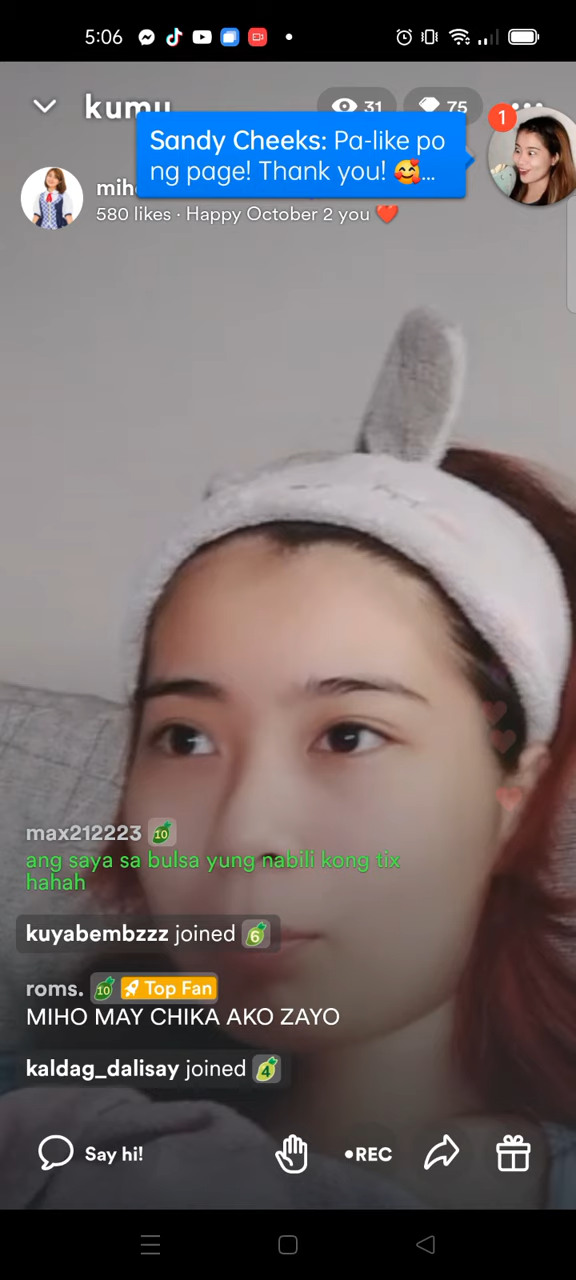 5:06
kumu
31
75
1
Sandy Cheeks: Pa-like po
ng page! Thank you! 🥰...
mih
580 likes · Happy October 2 you ❤️
max212223 10
ang saya sa bulsa yung nabili kong tix
hahah
kuyabembzzz joined 6
roms. 10 Top Fan
MIHO MAY CHIKA AKO ZAYO
kaldag_dalisay joined 4
Say hi!
•REC